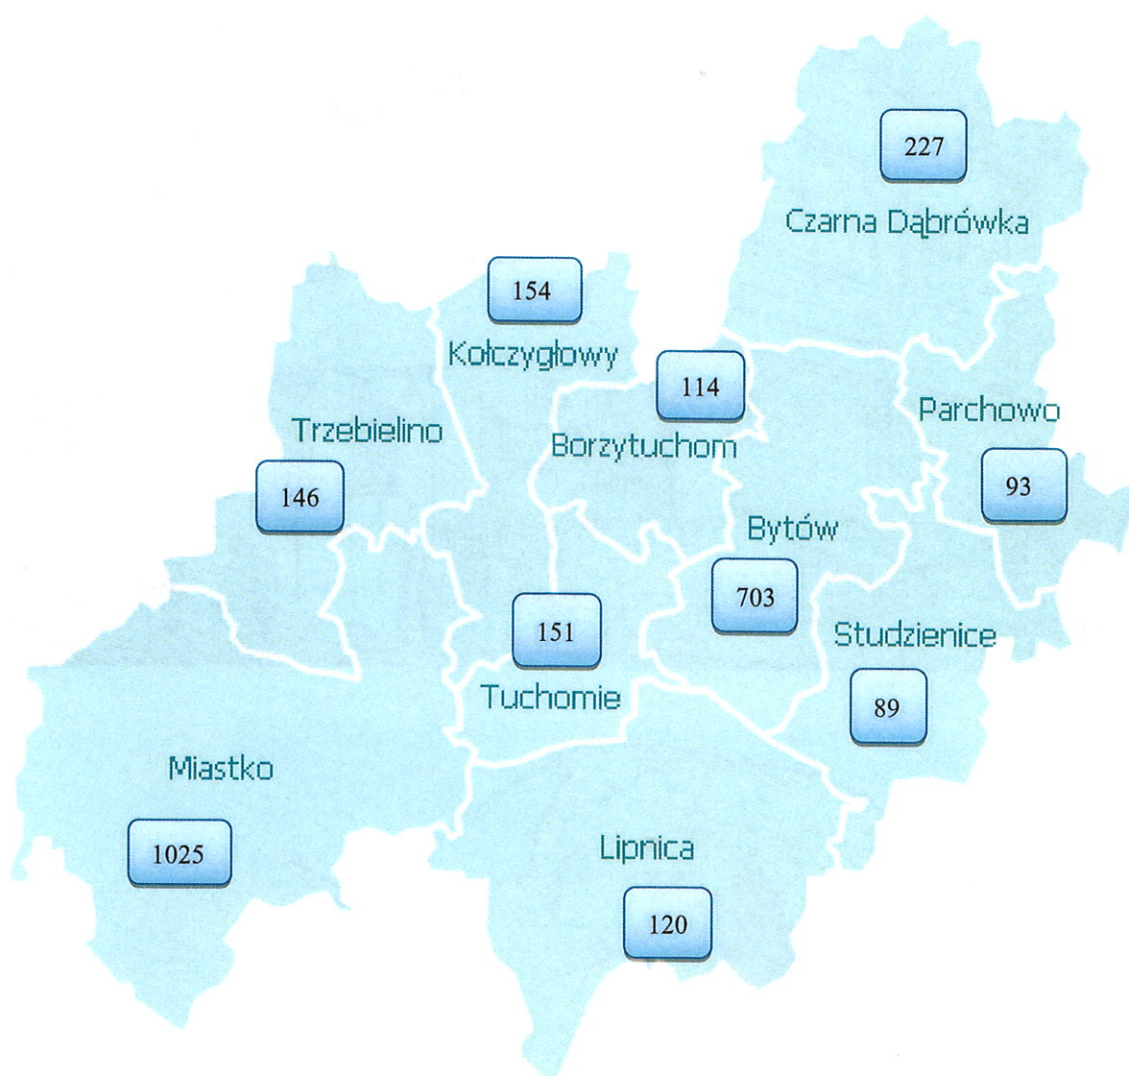 227
Czarna Dąbrówka
154
Kołczygłowy
114
Borzytuchom
Parchowo
93
Trzebielino
146
Bytów
703
151
Tuchomie
Studzienice
89
Miastko
1025
Lipnica
120